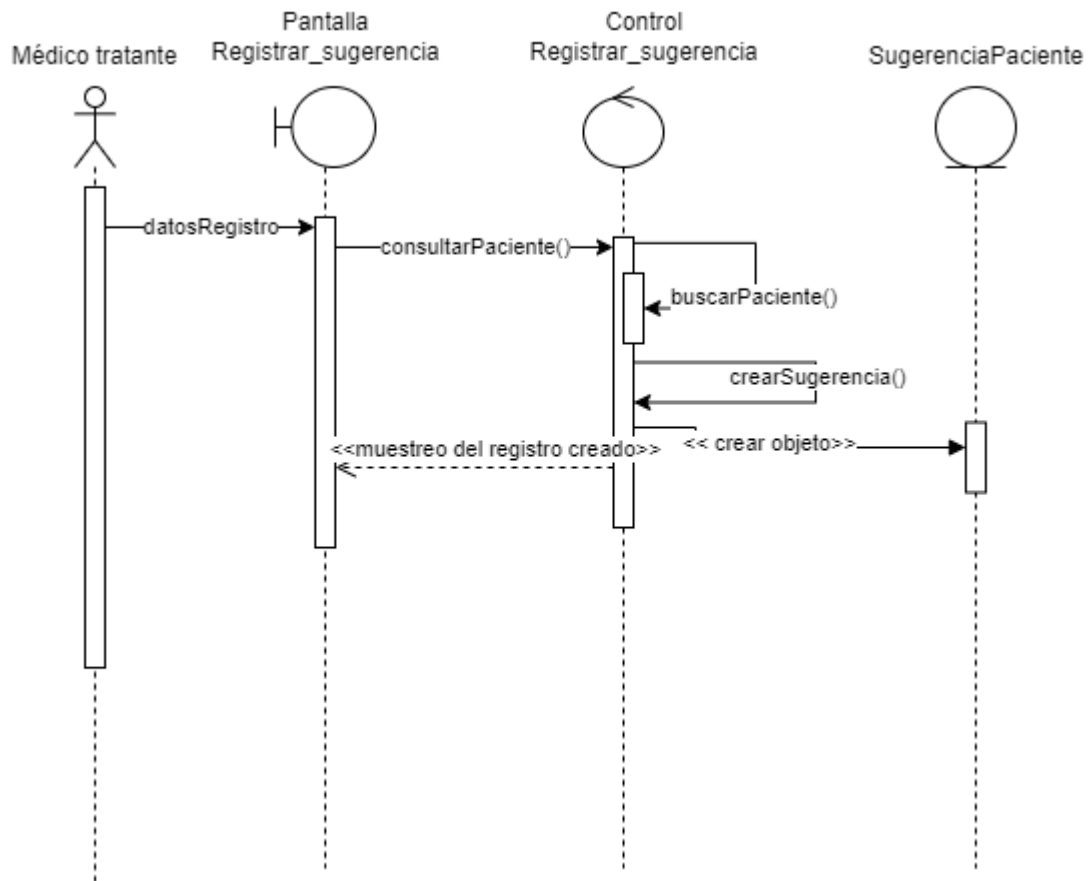 Médico tratante
Pantalla
Registrar_sugerencia
Control
Registrar_sugerencia
SugerenciaPaciente
datosRegistro
consultarPaciente()
buscarPaciente()
crearSugerencia()
<<muestreo del registro creado>>
<< crear objeto>>